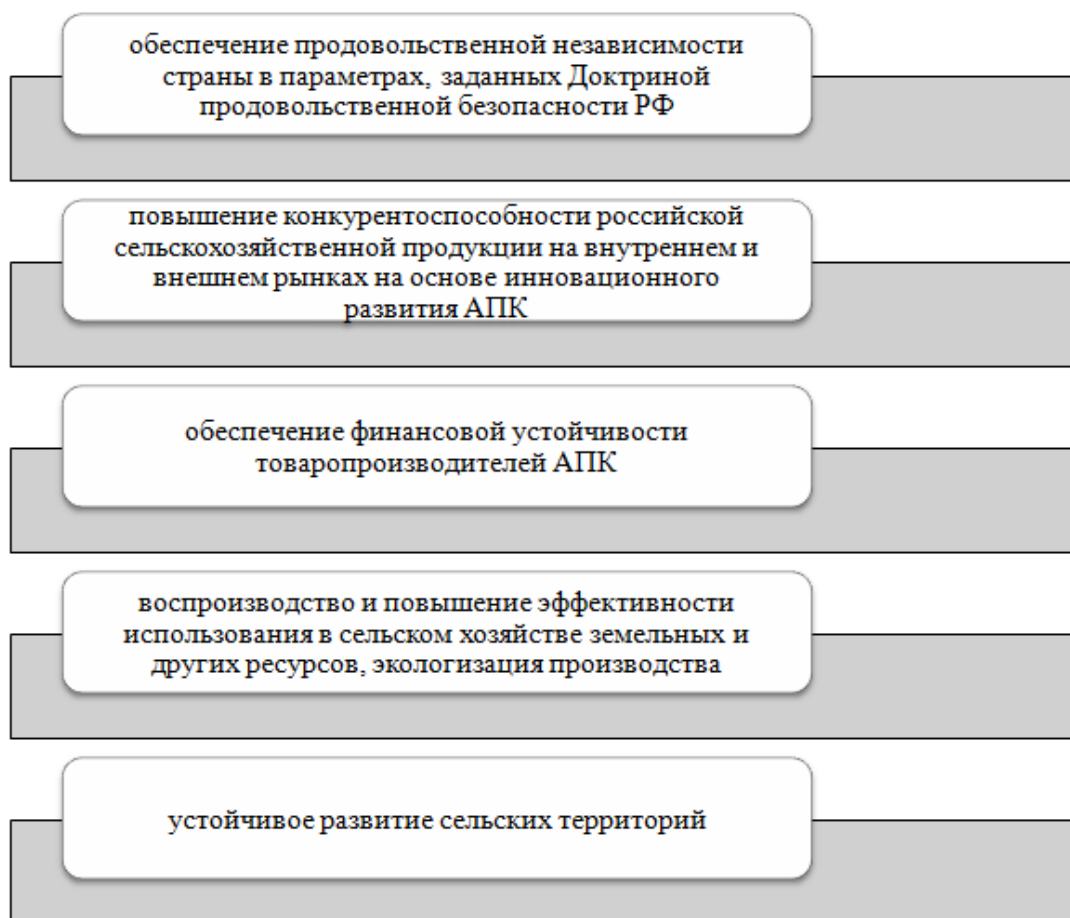 обеспечение продовольственной независимости
страны в параметрах, заданных Доктриной
продовольственной безопасности РФ
повышение конкурентоспособности российской
сельскохозяйственной продукции на внутреннем и
внешнем рынках на основе инновационного
развития АПК
обеспечение финансовой устойчивости
товаропроизводителей АПК
воспроизводство и повышение эффективности
использования в сельском хозяйстве земельных и
других ресурсов, экологизация производства
устойчивое развитие сельских территорий